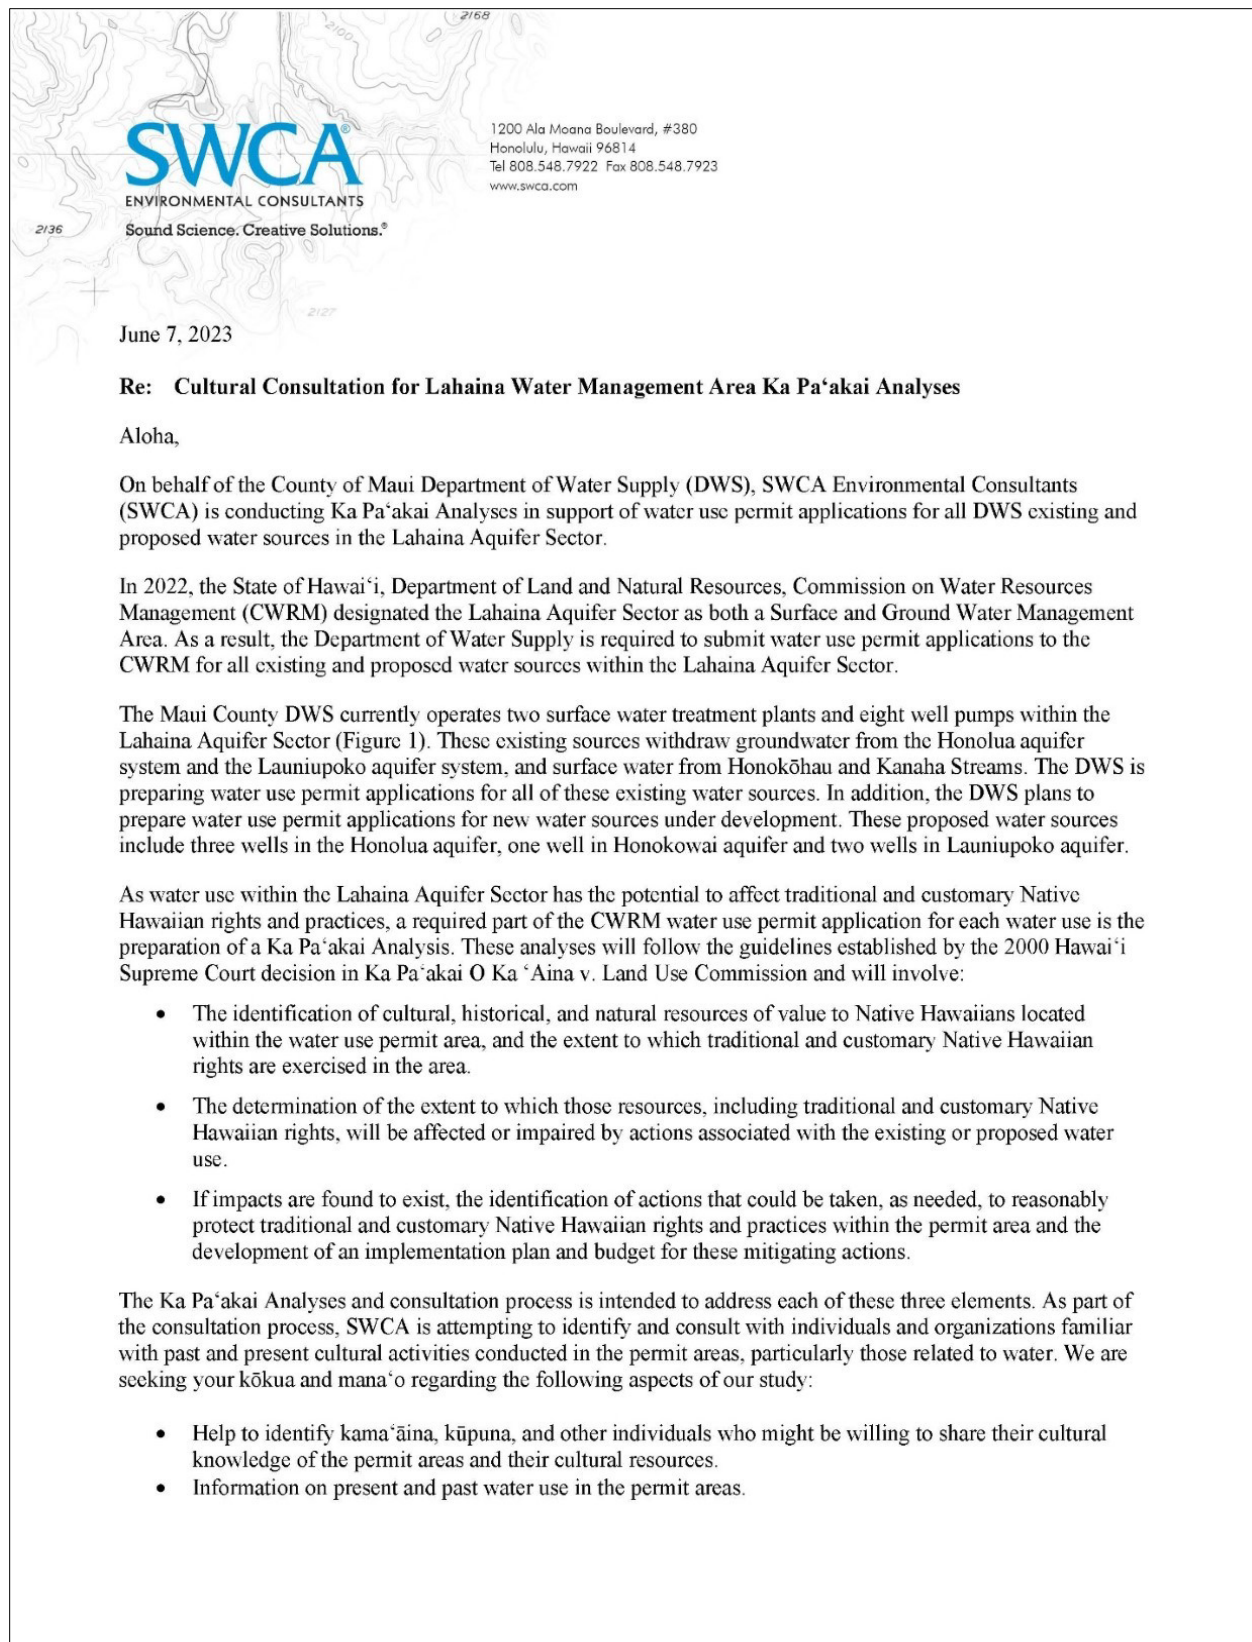 2168
2100
SWCA®
ENVIRONMENTAL CONSULTANTS
Sound Science. Creative Solutions.®
1200 Ala Moana Boulevard, #380
Honolulu, Hawaii 96814
Tel 808.548.7922 Fax 808.548.7923
www.swca.com
2136
2127
June 7, 2023
Re: Cultural Consultation for Lahaina Water Management Area Ka Pa‘akai Analyses
Aloha,
On behalf of the County of Maui Department of Water Supply (DWS), SWCA Environmental Consultants
(SWCA) is conducting Ka Pa‘akai Analyses in support of water use permit applications for all DWS existing and
proposed water sources in the Lahaina Aquifer Sector.
In 2022, the State of Hawai‘i, Department of Land and Natural Resources, Commission on Water Resources
Management (CWRM) designated the Lahaina Aquifer Sector as both a Surface and Ground Water Management
Area. As a result, the Department of Water Supply is required to submit water use permit applications to the
CWRM for all existing and proposed water sources within the Lahaina Aquifer Sector.
The Maui County DWS currently operates two surface water treatment plants and eight well pumps within the
Lahaina Aquifer Sector (Figure 1). These existing sources withdraw groundwater from the Honolua aquifer
system and the Launiupoko aquifer system, and surface water from Honokōhau and Kanaha Streams. The DWS is
preparing water use permit applications for all of these existing water sources. In addition, the DWS plans to
prepare water use permit applications for new water sources under development. These proposed water sources
include three wells in the Honolua aquifer, one well in Honokowai aquifer and two wells in Launiupoko aquifer.
As water use within the Lahaina Aquifer Sector has the potential to affect traditional and customary Native
Hawaiian rights and practices, a required part of the CWRM water use permit application for each water use is the
preparation of a Ka Pa‘akai Analysis. These analyses will follow the guidelines established by the 2000 Hawai‘i
Supreme Court decision in Ka Pa‘akai O Ka ‘Aina v. Land Use Commission and will involve:
• The identification of cultural, historical, and natural resources of value to Native Hawaiians located
within the water use permit area, and the extent to which traditional and customary Native Hawaiian
rights are exercised in the area.
• The determination of the extent to which those resources, including traditional and customary Native
Hawaiian rights, will be affected or impaired by actions associated with the existing or proposed water
use.
• If impacts are found to exist, the identification of actions that could be taken, as needed, to reasonably
protect traditional and customary Native Hawaiian rights and practices within the permit area and the
development of an implementation plan and budget for these mitigating actions.
The Ka Pa‘akai Analyses and consultation process is intended to address each of these three elements. As part of
the consultation process, SWCA is attempting to identify and consult with individuals and organizations familiar
with past and present cultural activities conducted in the permit areas, particularly those related to water. We are
seeking your kōkua and mana‘o regarding the following aspects of our study:
• Help to identify kama‘āina, kūpuna, and other individuals who might be willing to share their cultural
knowledge of the permit areas and their cultural resources.
• Information on present and past water use in the permit areas.